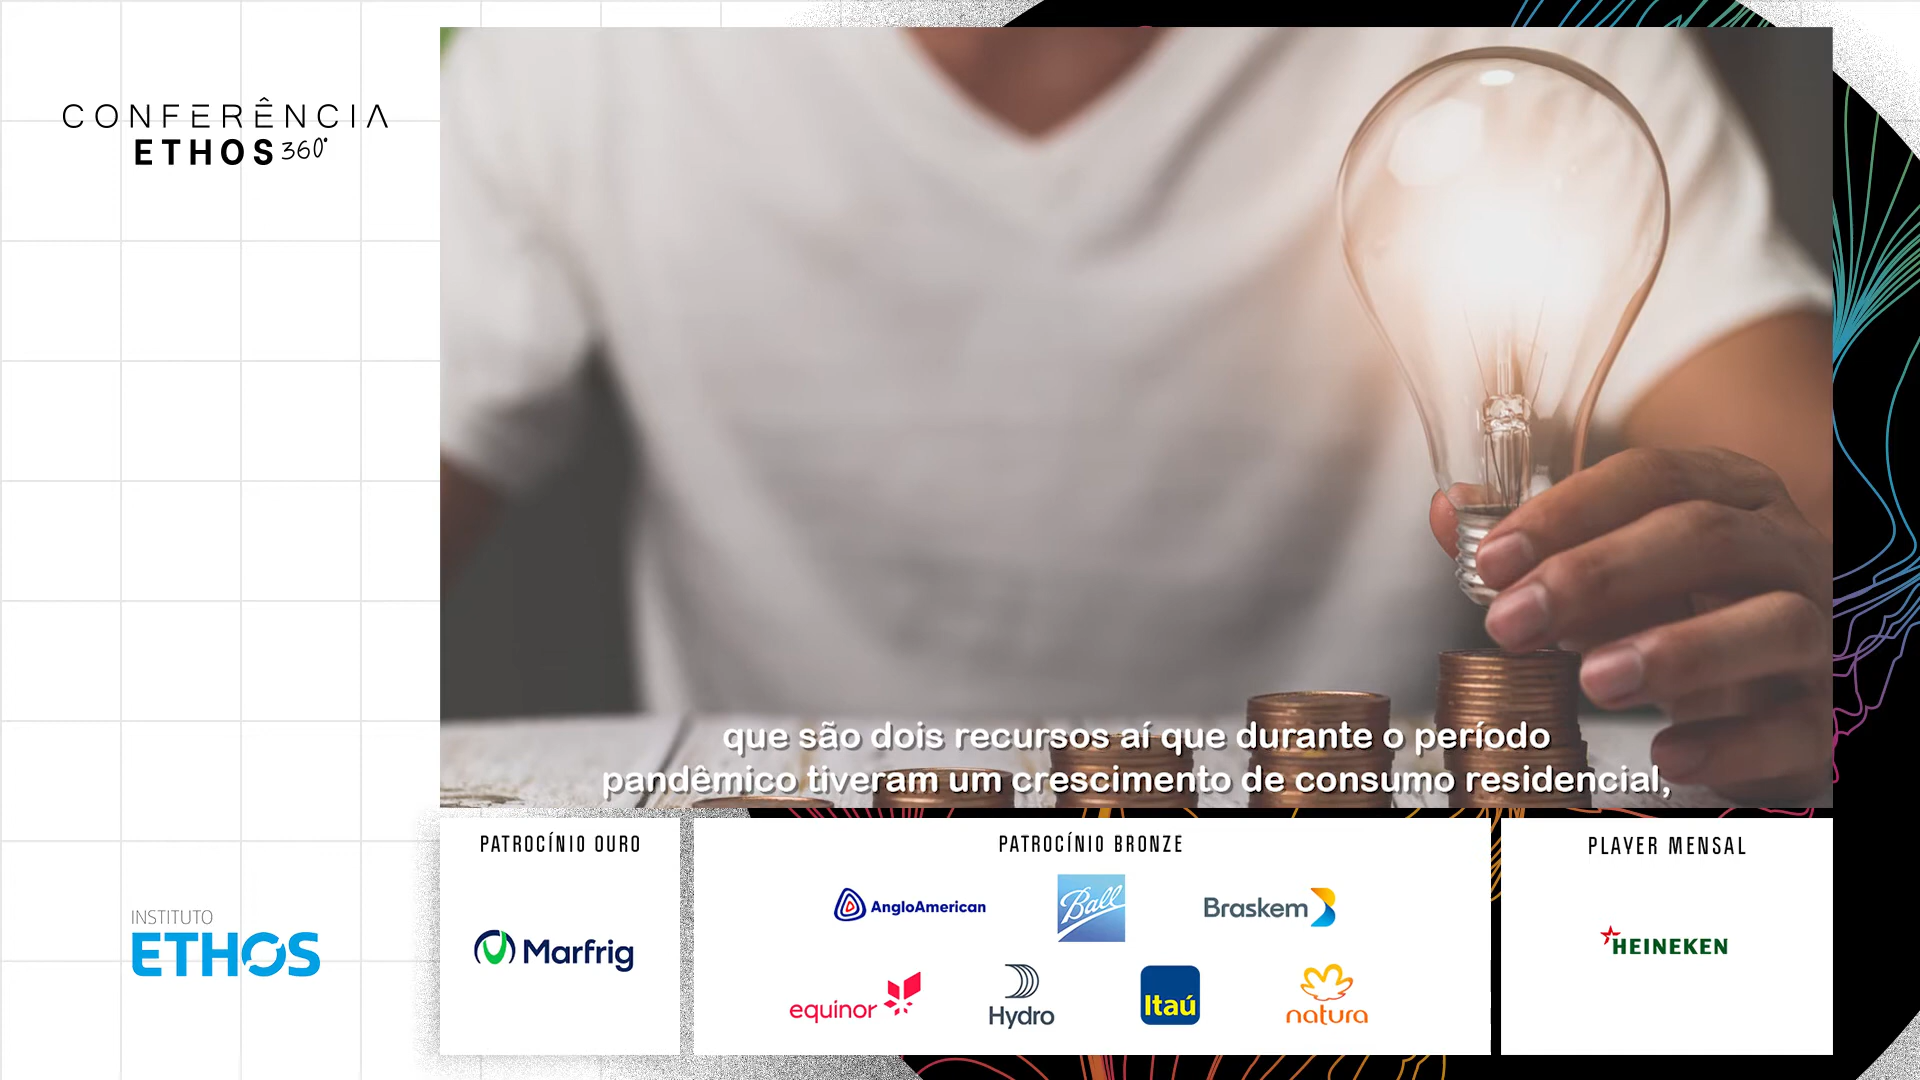 CONFERÊNCIA
ETHOS 360°
que são dois recursos aí que durante o período
pandêmico tiveram um crescimento de consumo residencial,
PATROCÍNIO OURO
Marfrig
PATROCÍNIO BRONZE
AngloAmerican
Ball
Braskem
equinor
Hydro
Itaú
natura
PLAYER MENSAL
HEINEKEN
INSTITUTO
ETHOS